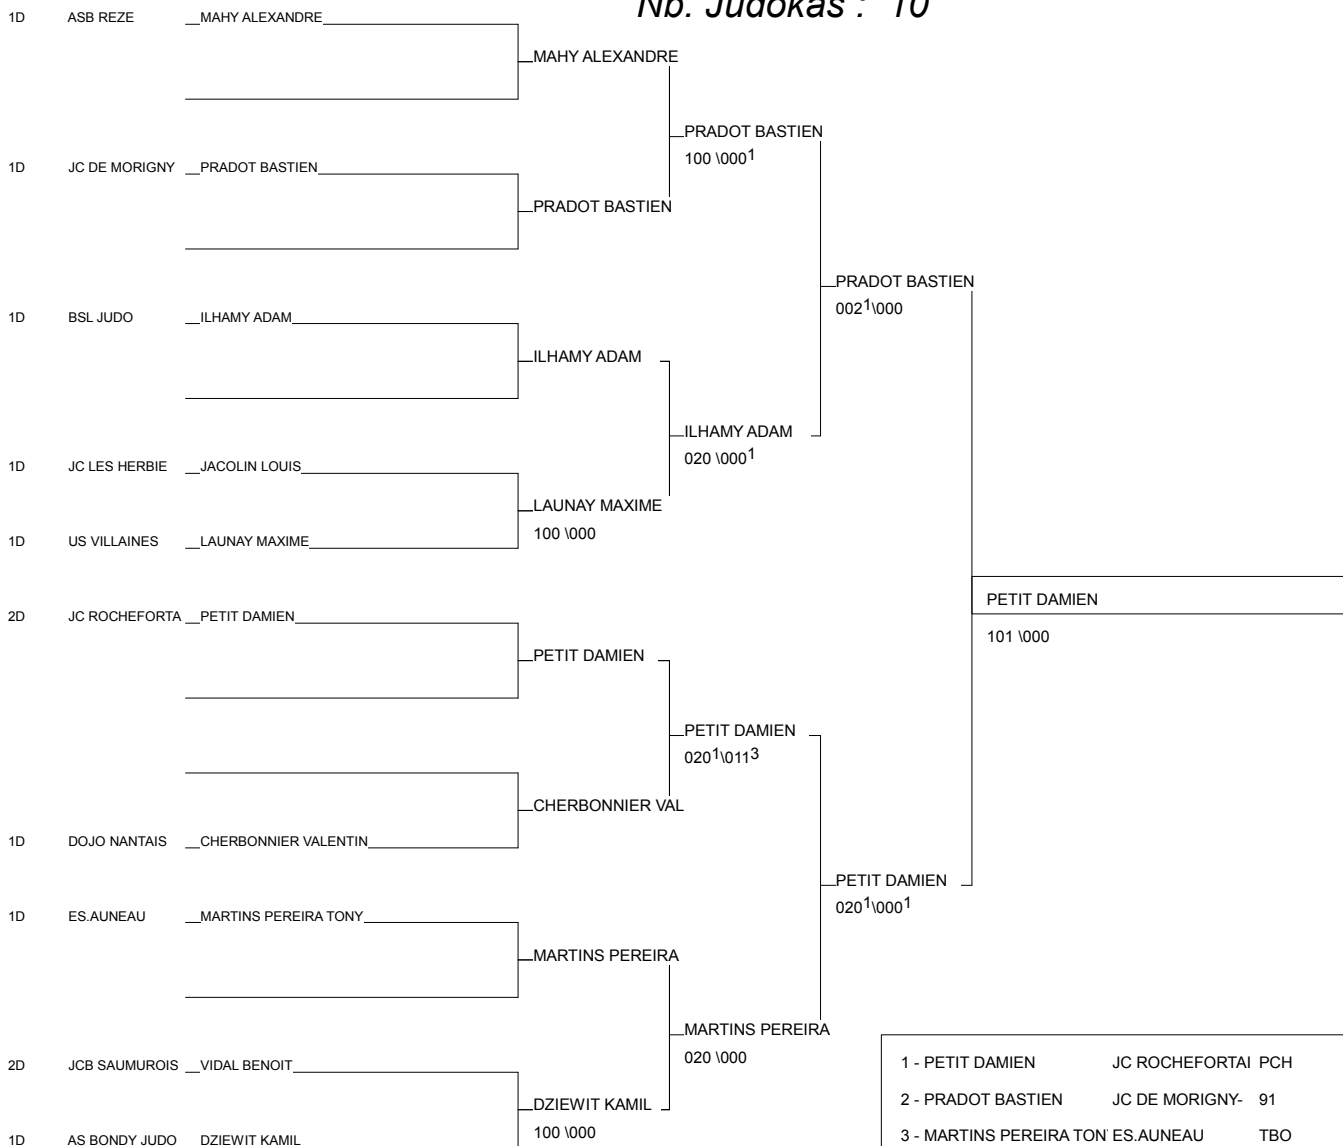 Nb. Judokas : 10
1D ASB REZE MAHY ALEXANDRE
MAHY ALEXANDRE
PRADOT BASTIEN
100 \000 1
1D JC DE MORIGNY PRADOT BASTIEN
PRADOT BASTIEN
PRADOT BASTIEN
002 1\000
1D BSL JUDO ILHAMY ADAM
ILHAMY ADAM
ILHAMY ADAM
020 \000 1
1D JC LES HERBIE JACOLIN LOUIS
LAUNAY MAXIME
100 \000
1D US VILLAINES LAUNAY MAXIME
PETIT DAMIEN
101 \000
2D JC ROCHEFORTA PETIT DAMIEN
PETIT DAMIEN
PETIT DAMIEN
020 1\011 3
CHERBONNIER VAL
1D DOJO NANTAIS CHERBONNIER VALENTIN
PETIT DAMIEN
020 1\000 1
1D ES.AUNEAU MARTINS PEREIRA TONY
MARTINS PEREIRA
MARTINS PEREIRA
020 \000
2D JCB SAUMUROIS VIDAL BENOIT
DZIEWIT KAMIL
100 \000
1D AS BONDY JUDO DZIEWIT KAMIL
1 - PETIT DAMIEN JC ROCHEFORTAI PCH
2 - PRADOT BASTIEN JC DE MORIGNY- 91
3 - MARTINS PEREIRA TON ES.AUNEAU TBO